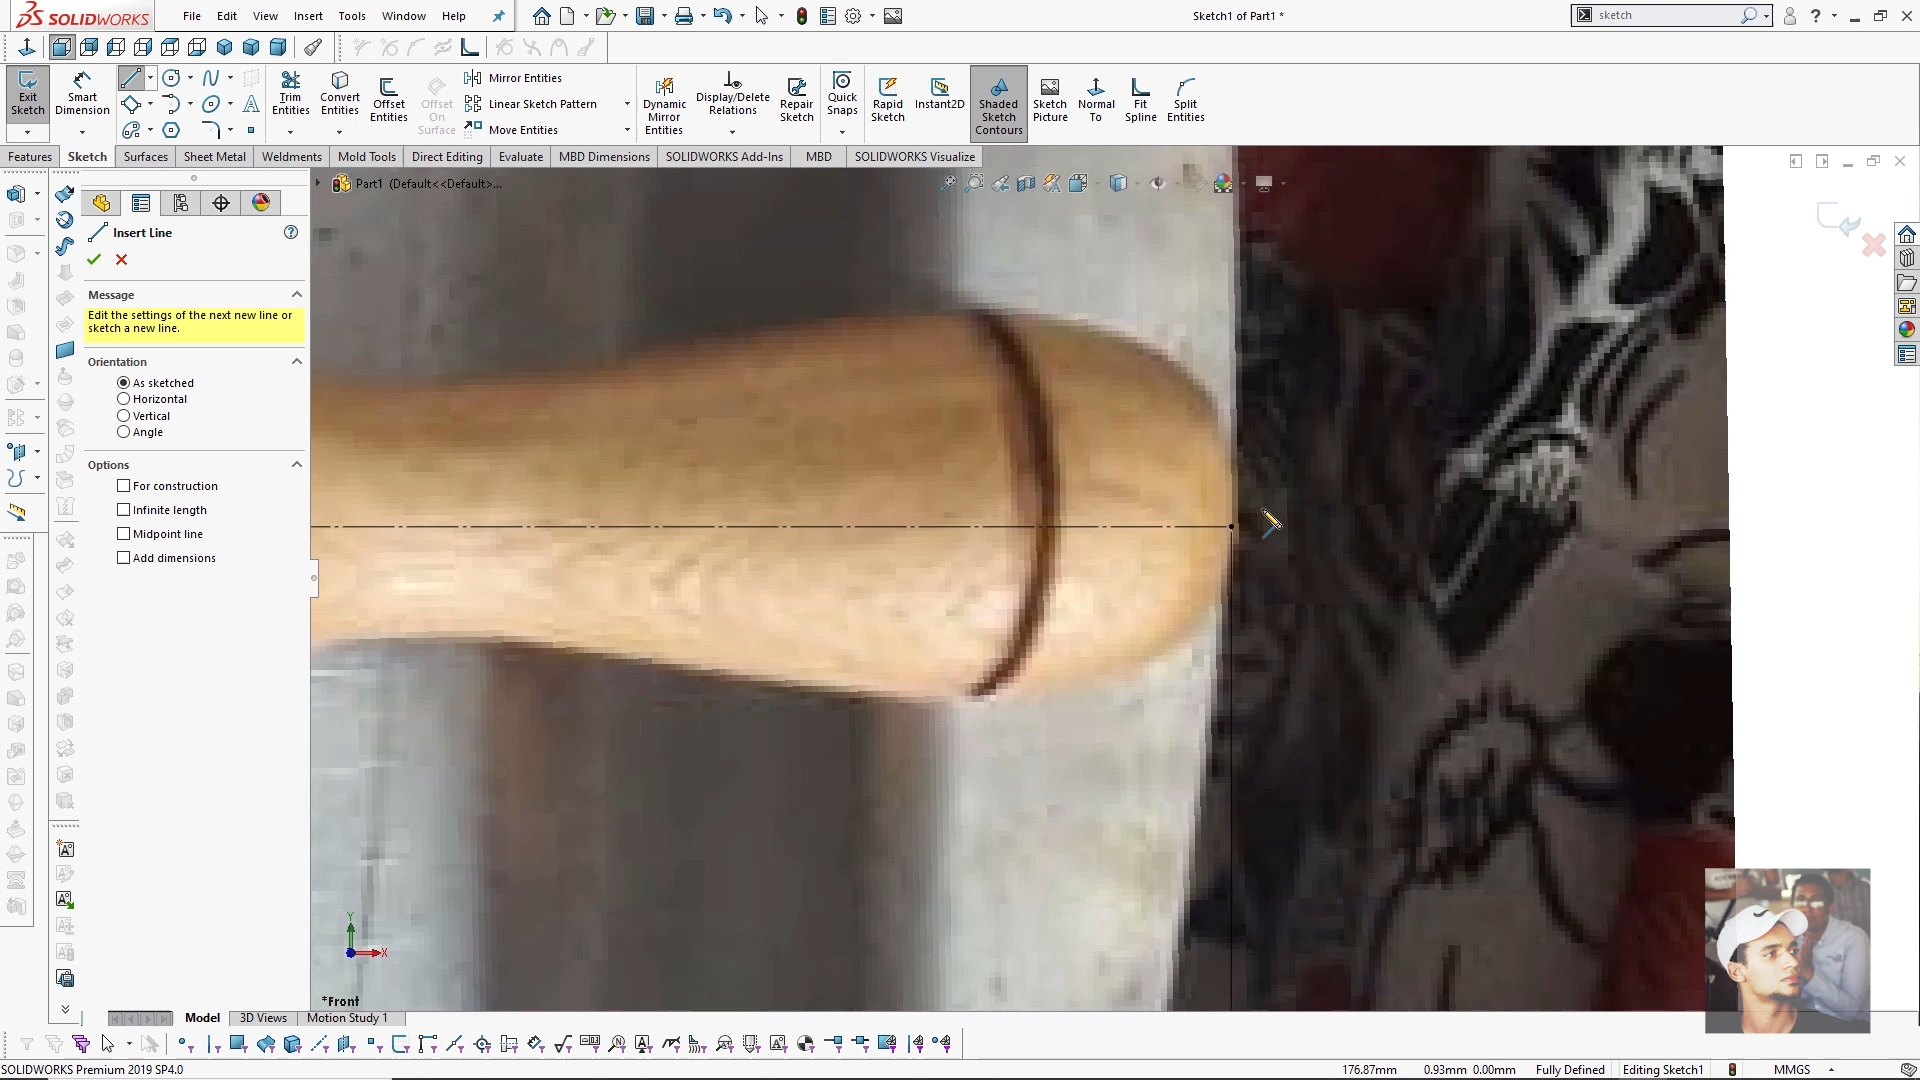 SOLIDWORKS
File
Edit
View
Insert
Tools
Window
Help
Sketch1 of Part1 *
sketch
Exit
Sketch
Smart
Dimension
Trim
Entities
Convert
Entities
Offset
Entities
Offset
On
Surface
Mirror Entities
Linear Sketch Pattern
Move Entities
Dynamic
Mirror
Entities
Display/Delete
Relations
Repair
Sketch
Quick
Snaps
Rapid
Sketch
Instant2D
Shaded
Sketch
Contours
Sketch
Picture
Normal
To
Fit
Spline
Split
Entities
Features
Sketch
Surfaces
Sheet Metal
Weldments
Mold Tools
Direct Editing
Evaluate
MBD Dimensions
SOLIDWORKS Add-Ins
MBD
SOLIDWORKS Visualize
Part1 (Default<<Default>...
Insert Line
Message
Edit the settings of the next new line or
sketch a new line.
Orientation
As sketched
Horizontal
Vertical
Angle
Options
For construction
Infinite length
Midpoint line
Add dimensions
Y
X
*Front
Model
3D Views
Motion Study 1
SOLIDWORKS Premium 2019 SP4.0
176.87mm
0.93mm
0.00mm
Fully Defined
Editing Sketch1
MMGS